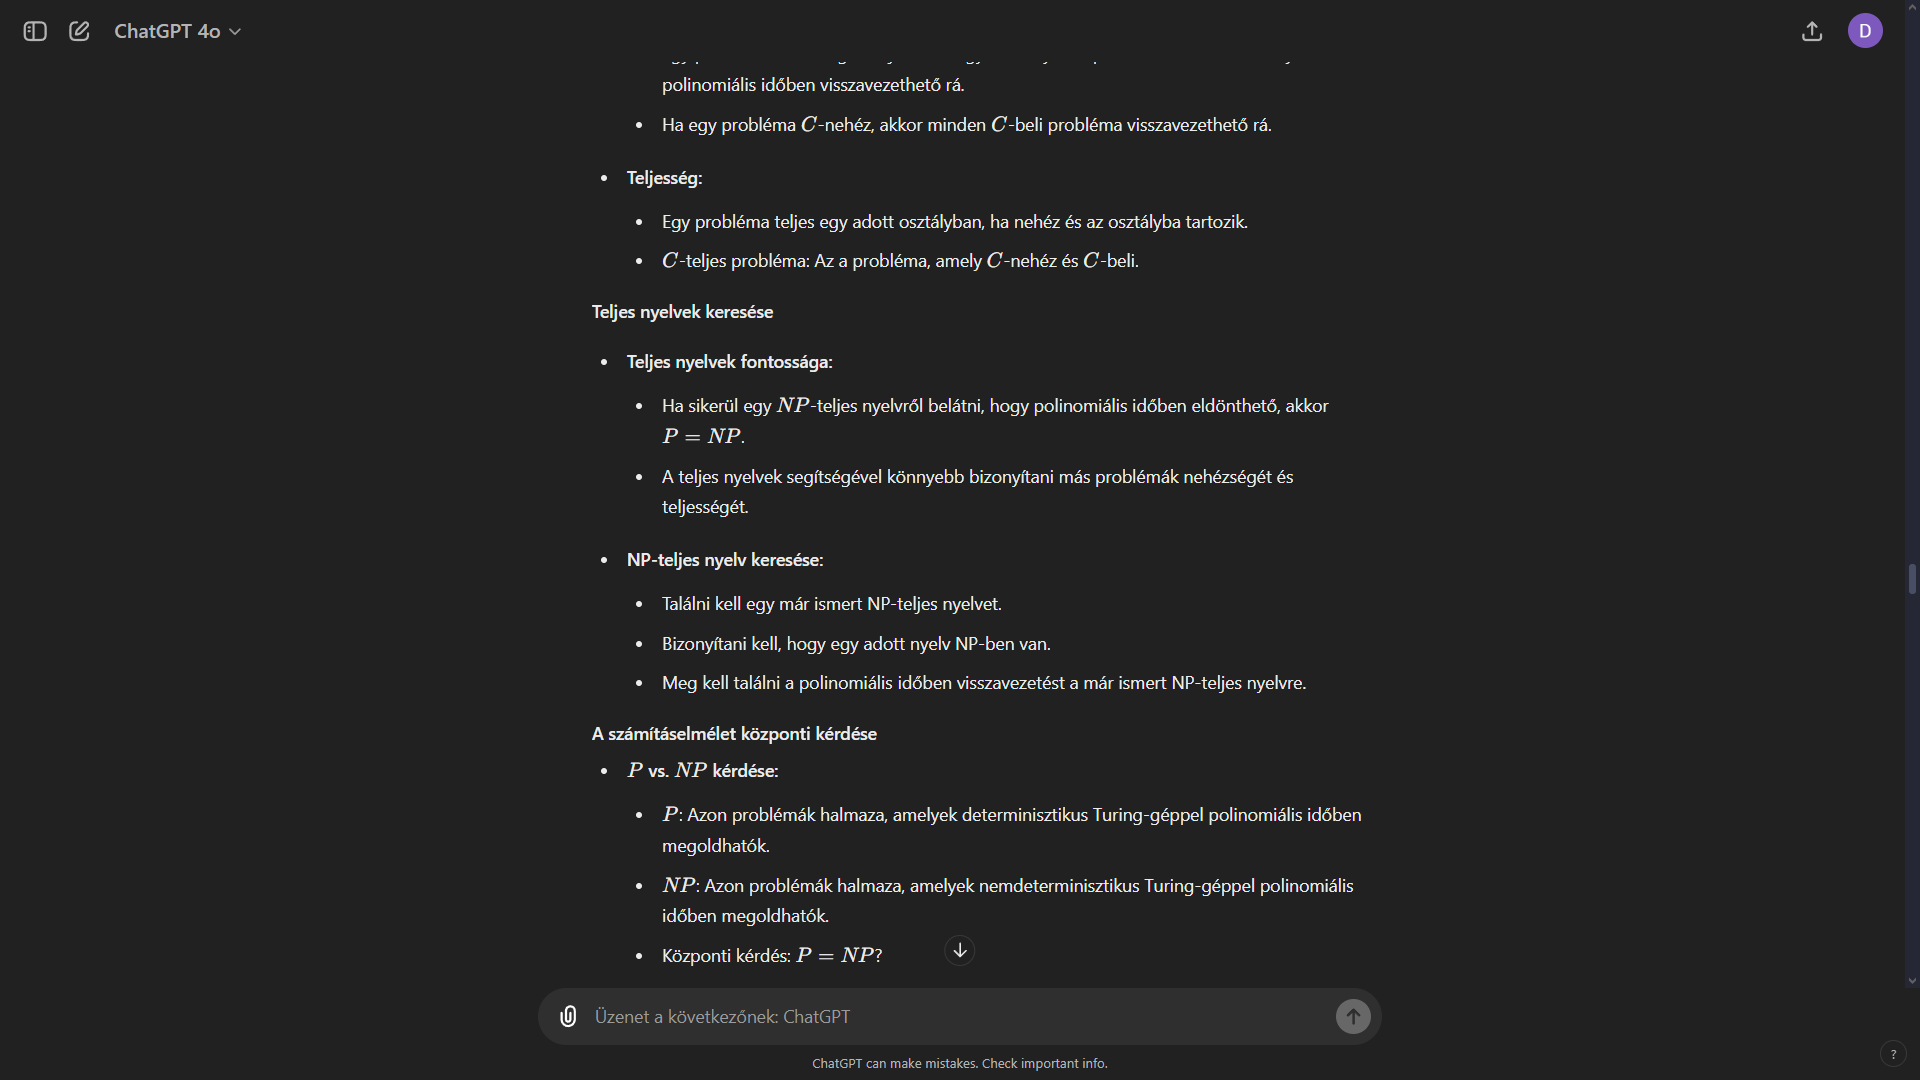 ChatGPT 4o
D
polinomiális időben visszavezethető rá.
Ha egy probléma C-nehéz, akkor minden C-beli probléma visszavezethető rá.
Teljesség:
Egy probléma teljes egy adott osztályban, ha nehéz és az osztályba tartozik.
C-teljes probléma: Az a probléma, amely C-nehéz és C-beli.
Teljes nyelvek keresése
Teljes nyelvek fontossága:
Ha sikerül egy NP-teljes nyelvről belátni, hogy polinomiális időben eldönthető, akkor
P = NP.
A teljes nyelvek segítségével könnyebb bizonyítani más problémák nehézségét és
teljességét.
NP-teljes nyelv keresése:
Találni kell egy már ismert NP-teljes nyelvet.
Bizonyítani kell, hogy egy adott nyelv NP-ben van.
Meg kell találni a polinomiális időben visszavezetést a már ismert NP-teljes nyelvre.
A számításelmélet központi kérdése
P vs. NP kérdése:
P: Azon problémák halmaza, amelyek determinisztikus Turing-géppel polinomiális időben
megoldhatók.
NP: Azon problémák halmaza, amelyek nemdeterminisztikus Turing-géppel polinomiális
időben megoldhatók.
Központi kérdés: P = NP?
Üzenet a következőnek: ChatGPT
ChatGPT can make mistakes. Check important info.
?